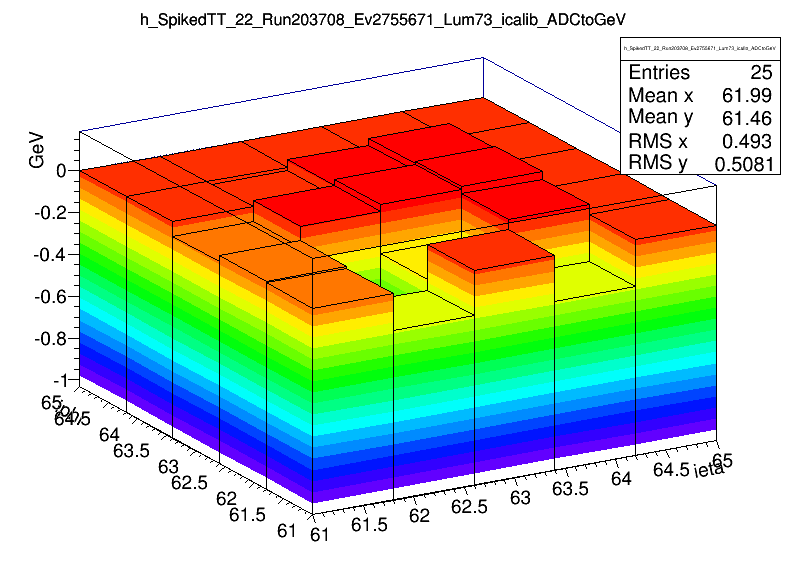 h_SpikedTT_22_Run203708_Ev2755671_Lum73_icalib_ADCtoGeV
h_SpikedTT_22_Run203708_Ev2755671_Lum73_icalib_ADCtoGeV
Entries 25
Mean x 61.99
Mean y 61.46
RMS x 0.493
RMS y 0.5081
GeV
0
-0.2
-0.4
-0.6
-0.8
-1
65
64.5
64
63.5
63
62.5
62
61.5
61
61
61.5
62
62.5
63
63.5
64
64.5
65
ieta